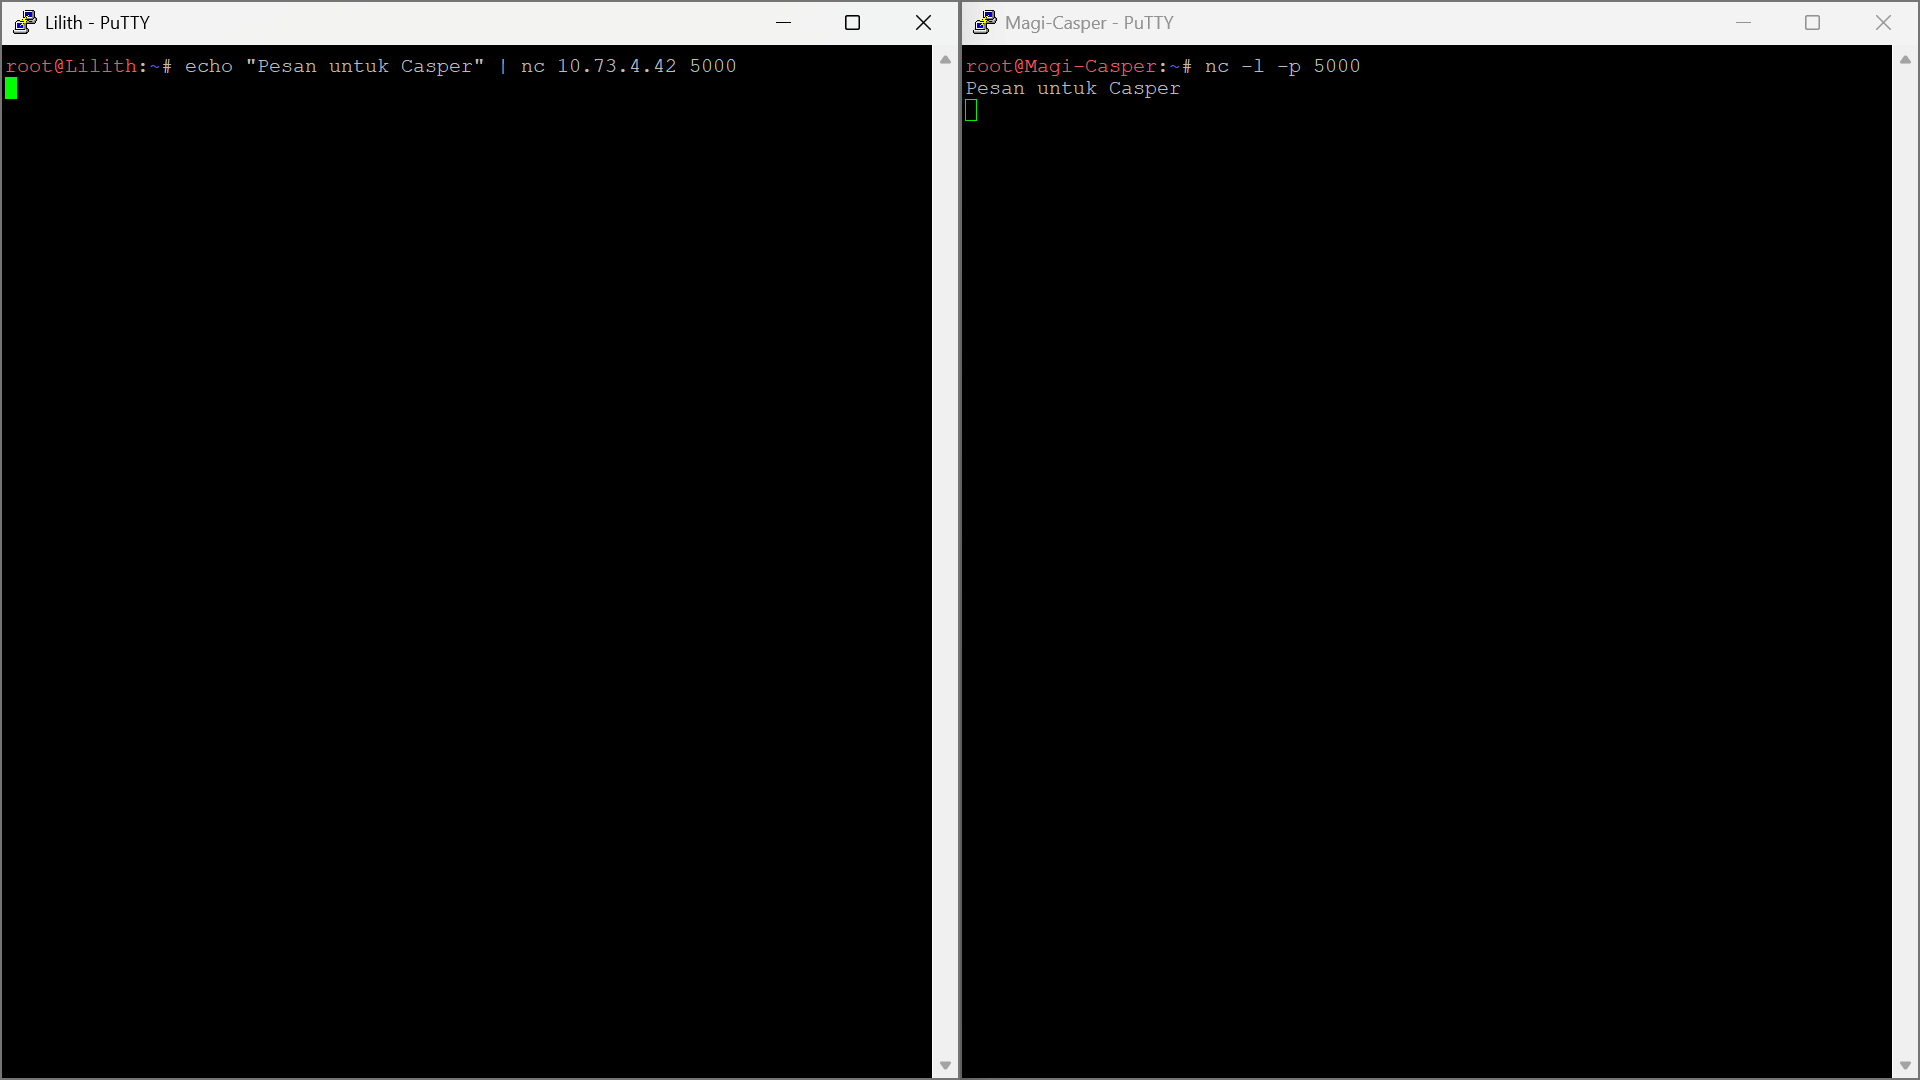 Lilith - PuTTY
root@Lilith:~# echo "Pesan untuk Casper" | nc 10.73.4.42 5000
Magi-Casper - PuTTY
root@Magi-Casper:~# nc -l -p 5000
Pesan untuk Casper